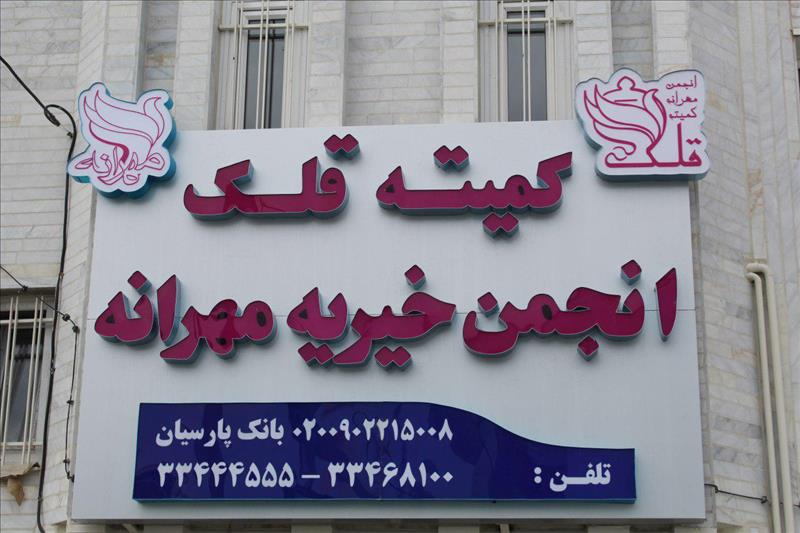 انجمن
مهرانه
کمیته
قلک
مهرانه
کمیته قلک
انجمن خیریه مهرانه
۰۲۰۰۹۰۲۲۱۵۰۰۸ بانک پارسیان
تلفن : ۳۳۴۶۸۱۰۰ – ۳۳۴۴۴۵۵۵